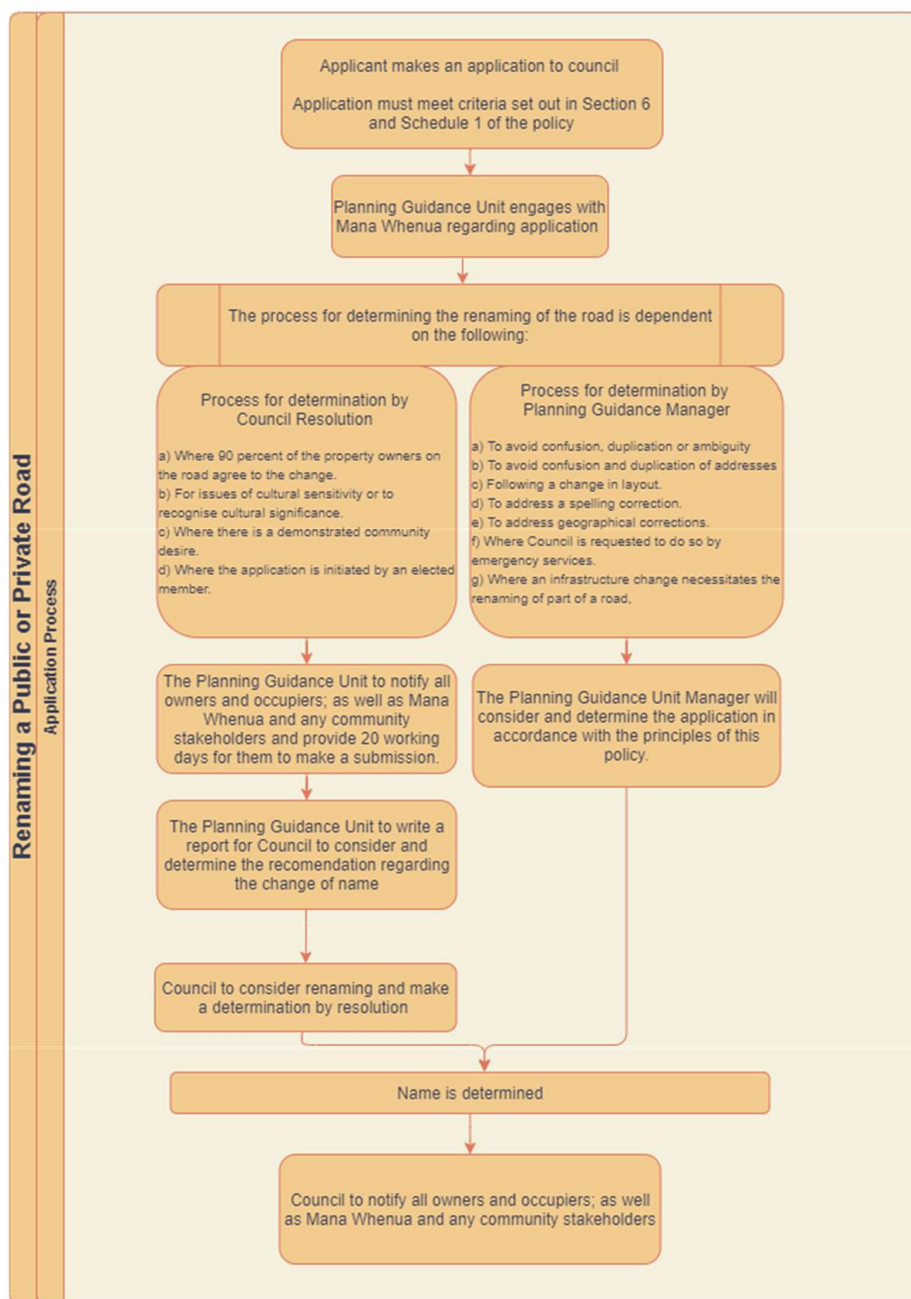 Renaming a Public or Private Road
Application Process
Applicant makes an application to council
Application must meet criteria set out in Section 6
and Schedule 1 of the policy
Planning Guidance Unit engages with
Mana Whenua regarding application
The process for determining the renaming of the road is dependent
on the following:
Process for determination by
Council Resolution
a) Where 90 percent of the property owners on
the road agree to the change.
b) For issues of cultural sensitivity or to
recognise cultural significance.
c) Where there is a demonstrated community
desire.
d) Where the application is initiated by an elected
member.
Process for determination by
Planning Guidance Manager
a) To avoid confusion, duplication or ambiguity
b) To avoid confusion and duplication of addresses
c) Following a change in layout.
d) To address a spelling correction.
e) To address geographical corrections.
f) Where Council is requested to do so by
emergency services.
g) Where an infrastructure change necessitates the
renaming of part of a road,
The Planning Guidance Unit to notify all
owners and occupiers; as well as Mana
Whenua and any community
stakeholders and provide 20 working
days for them to make a submission.
The Planning Guidance Unit Manager will
consider and determine the application in
accordance with the principles of this
policy.
The Planning Guidance Unit to write a
report for Council to consider and
determine the recomendation regarding
the change of name
Council to consider renaming and make
a determination by resolution
Name is determined
Council to notify all owners and occupiers; as well
as Mana Whenua and any community stakeholders